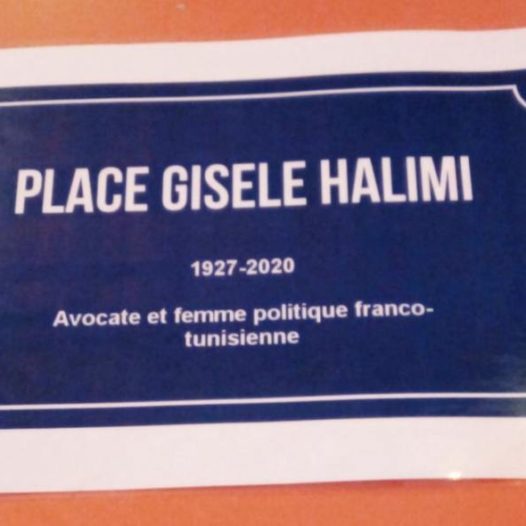 PLACE GISELE HALIMI
1927-2020
Avocate et femme politique franco-
tunisienne